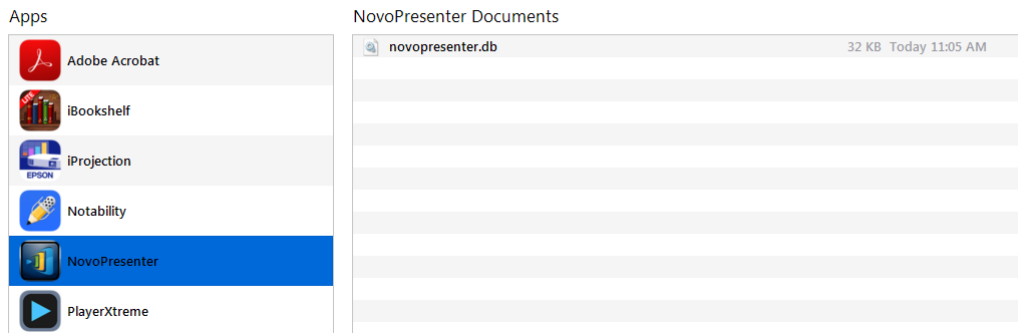 Apps
NovoPresenter Documents
Adobe Acrobat
LITE
iBookshelf
iProjection
EPSON
Notability
NovoPresenter
PlayerXtreme
novopresenter.db 32 KB Today 11:05 AM